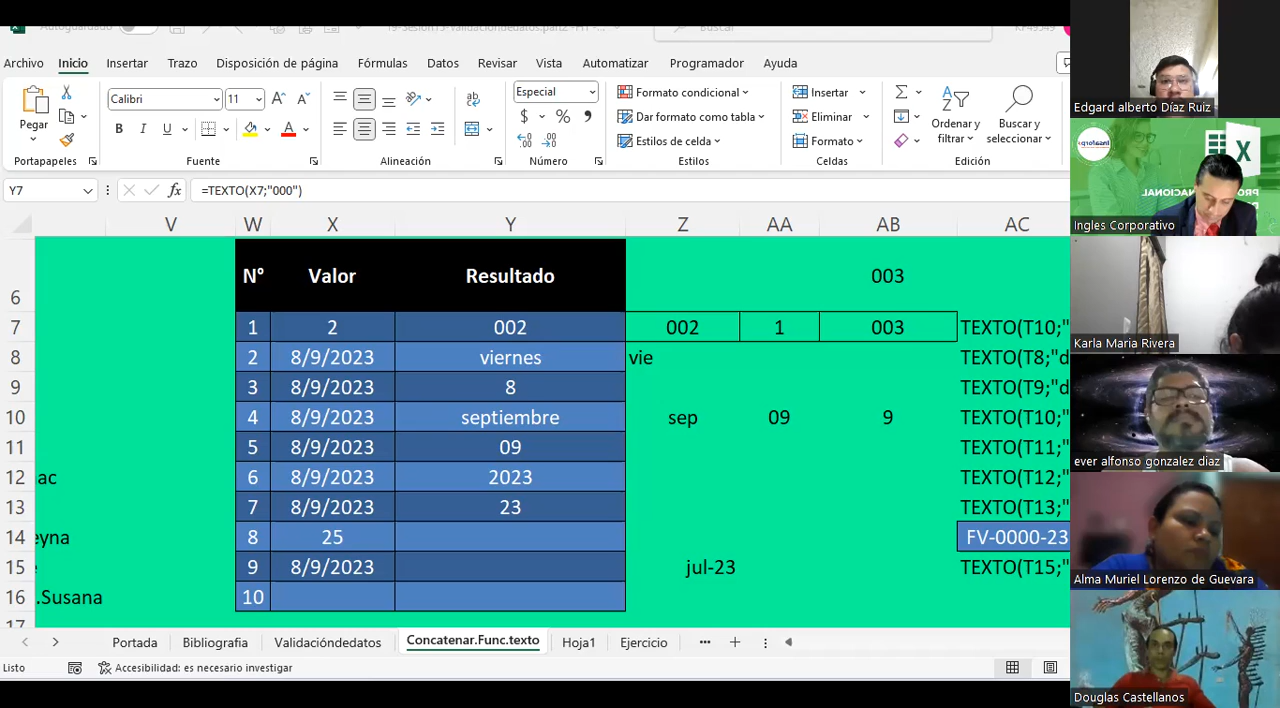 Autoguardado
19-Sesion19-Validaciondedatos.part2.-HT -...
Buscar
Archivo Inicio Insertar Trazo Disposición de página Fórmulas Datos Revisar Vista Automatizar Programador Ayuda
Pegar
Calibri 11
Especial
Formato condicional
Dar formato como tabla
Estilos de celda
Insertar
Eliminar
Formato
Ordenar y filtrar
Buscar y seleccionar
Portapapeles Fuente Alineación Número Estilos Celdas Edición
Y7 fx =TEXTO(X7;"000")
V W X Y Z AA AB AC
6 Nº Valor Resultado 003
7 1 2 002 002 1 003 TEXTO(T10;"
8 2 8/9/2023 viernes vie TEXTO(T8;"d
9 3 8/9/2023 8 TEXTO(T9;"d
10 4 8/9/2023 septiembre sep 09 9 TEXTO(T10;"
11 5 8/9/2023 09 TEXTO(T11;"
12 ac 6 8/9/2023 2023 TEXTO(T12;"
13 7 8/9/2023 23 TEXTO(T13;"
14 eyna 8 25 FV-0000-23
15 9 8/9/2023 jul-23 TEXTO(T15;"
16 .Susana 10
17
Portada Bibliografia Validacióndedatos Concatenar.Func.texto Hoja1 Ejercicio
Listo Accesibilidad: es necesario investigar
Edgard alberto Díaz Ruiz
Insaforp
Ingles Corporativo
Karla Maria Rivera
ever alfonso gonzalez diaz
Alma Muriel Lorenzo de Guevara
Douglas Castellanos